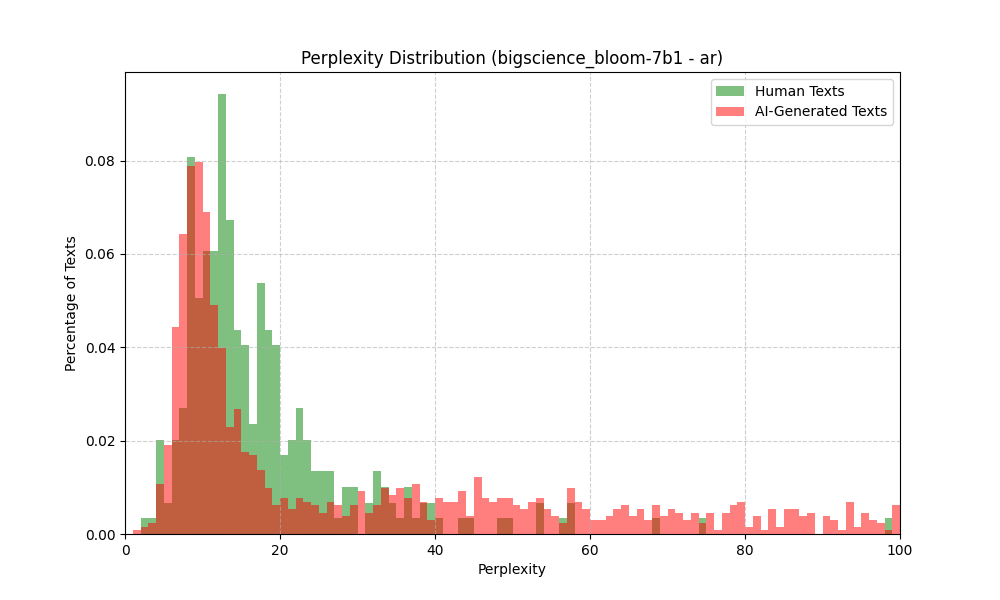 Perplexity Distribution (bigscience_bloom-7b1 - ar)
Human Texts
AI-Generated Texts
Percentage of Texts
0.08
0.06
0.04
0.02
0.00
0 20 40 60 80 100
Perplexity